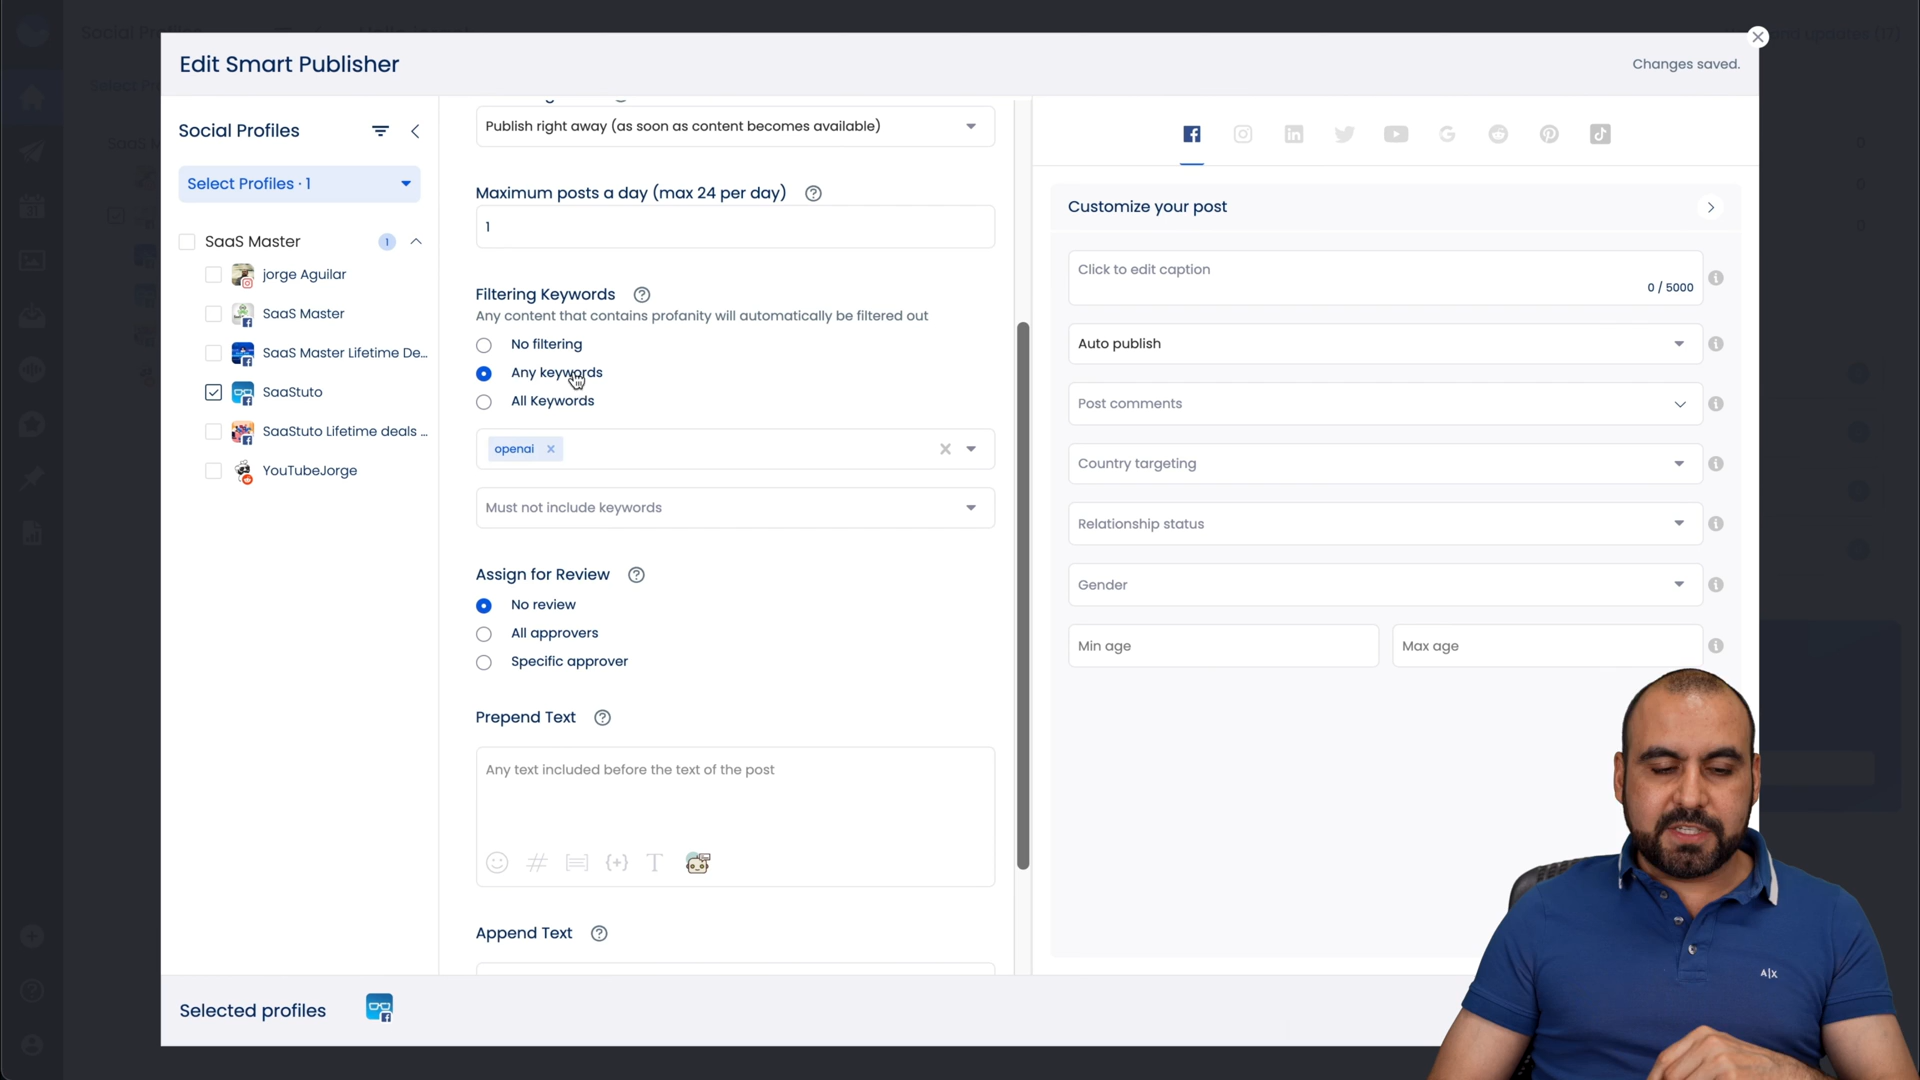 Edit Smart Publisher
Changes saved.
Social Profiles
Select Profiles · 1
SaaS Master
1
jorge Aguilar
SaaS Master
SaaS Master Lifetime De...
SaaStuto
SaaStuto Lifetime deals ...
YouTubeJorge
Publish right away (as soon as content becomes available)
Maximum posts a day (max 24 per day)
1
Filtering Keywords
Any content that contains profanity will automatically be filtered out
No filtering
Any keywords
All Keywords
openai
Must not include keywords
Assign for Review
No review
All approvers
Specific approver
Prepend Text
Any text included before the text of the post
Append Text
Customize your post
Click to edit caption
0 / 5000
Auto publish
Post comments
Country targeting
Relationship status
Gender
Min age
Max age
Selected profiles
A|X